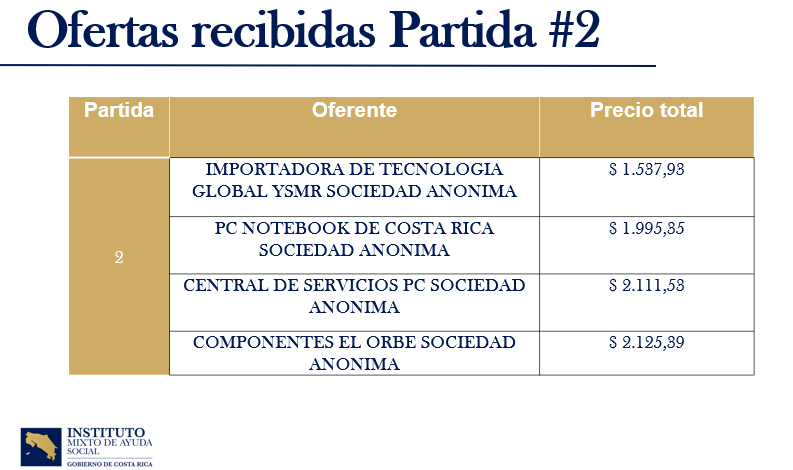 Ofertas recibidas Partida #2
Partida
Oferente
Precio total
2
IMPORTADORA DE TECNOLOGIA
GLOBAL YSMR SOCIEDAD ANONIMA
$ 1.537,93
PC NOTEBOOK DE COSTA RICA
SOCIEDAD ANONIMA
$ 1.995,35
CENTRAL DE SERVICIOS PC SOCIEDAD
ANONIMA
$ 2.111,53
COMPONENTES EL ORBE SOCIEDAD
ANONIMA
$ 2.125,39
INSTITUTO
MIXTO DE AYUDA
SOCIAL
GOBIERNO DE COSTA RICA